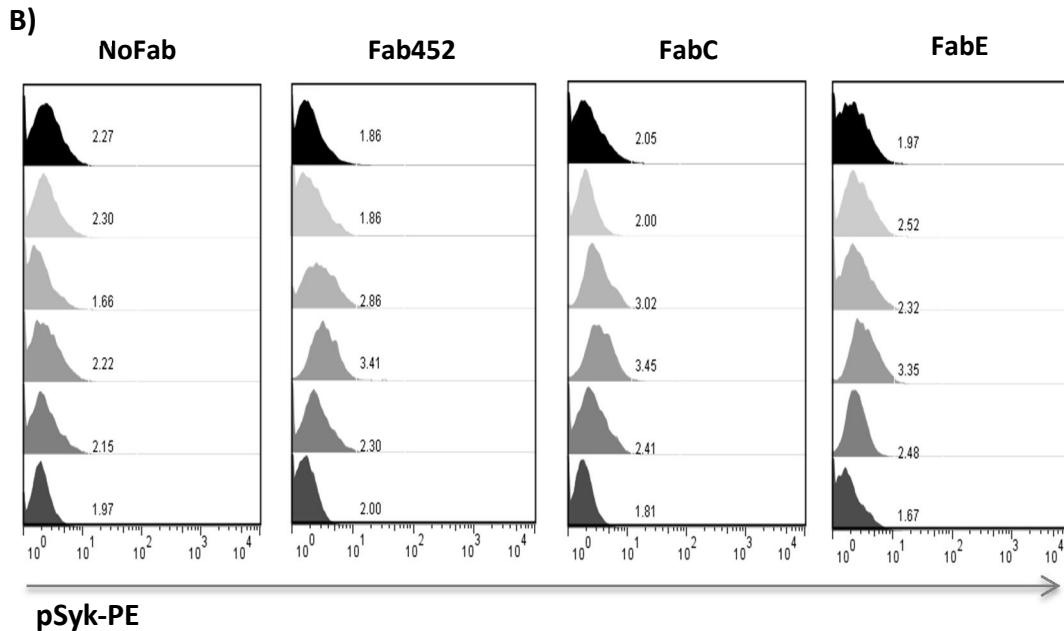 B)
NoFab Fab452 FabC FabE
2.27 1.86 2.05 1.97
2.30 1.86 2.00 2.52
1.66 2.86 3.02 2.32
2.22 3.41 3.45 3.35
2.15 2.30 2.41 2.48
1.97 2.00 1.81 1.67
10^0 10^1 10^2 10^3 10^4 10^0 10^1 10^2 10^3 10^4 10^0 10^1 10^2 10^3 10^4 10^0 10^1 10^2 10^3 10^4
pSyk-PE